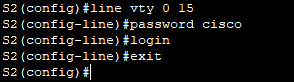 S2(config)#line vty 0 15
S2(config-line)#password cisco
S2(config-line)#login
S2(config-line)#exit
S2(config)#